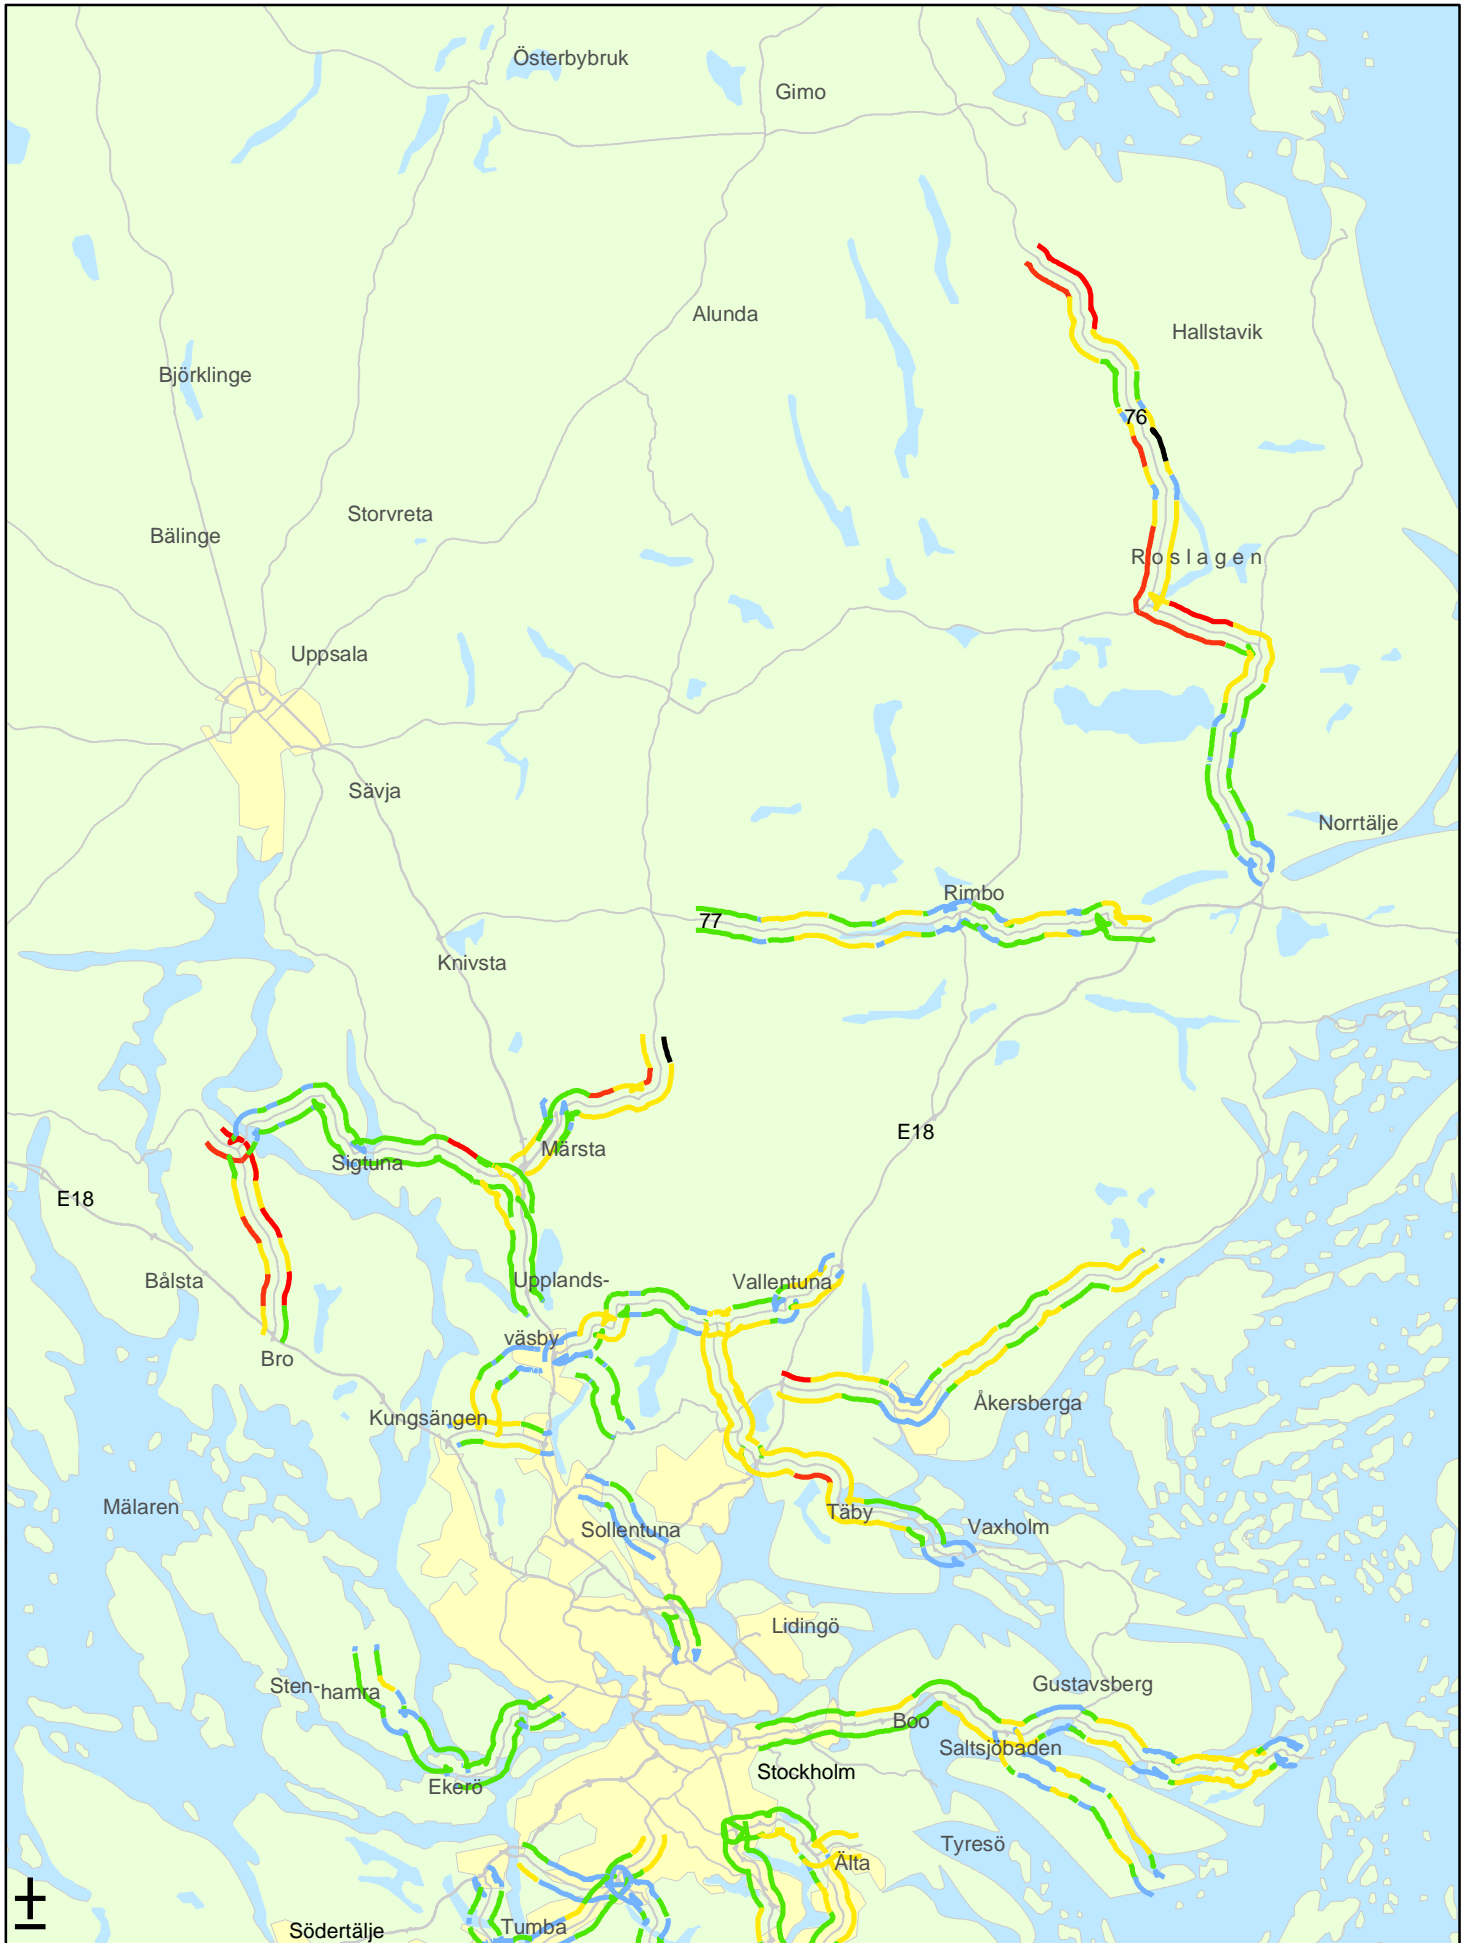 Österbybruk
Gimo
Alunda
Hallstavik
Björklinge
76
Storvreta
Bälinge
Roslagen
Uppsala
Sävja
Norrtälje
Rimbo
77
Knivsta
E18
Märsta
Sigtuna
E18
Bålsta
Upplands-
väsby
Vallentuna
Bro
Kungsängen
Åkersberga
Mälaren
Täby
Vaxholm
Sollentuna
Lidingö
Sten-
hamra
Gustavsberg
Boo
Saltsjöbaden
Stockholm
Ekerö
Tyresö
Älta
Tumba
Södertälje